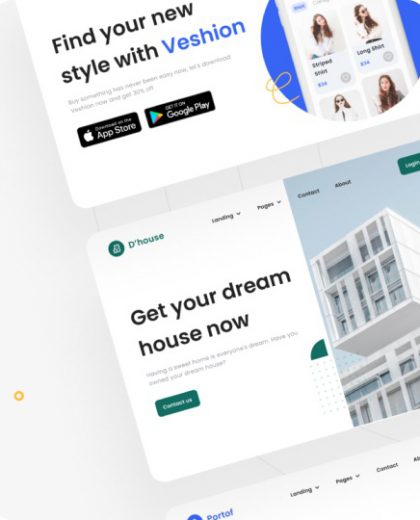 Find your new
style with Veshion
Buy something has never been easy now, let's download
Veshion now and get 30% off
Download on the
App Store
GET IT ON
Google Play
Shirt
Striped
Shirt
$34
Long Shirt
$34
D'house
Landing
Pages
Contact
About
Login
Get your dream
house now
Having a sweet home is everyone's dream. Have you
owned your dream house?
Contact us
Portof
Landing
Pages
Contact